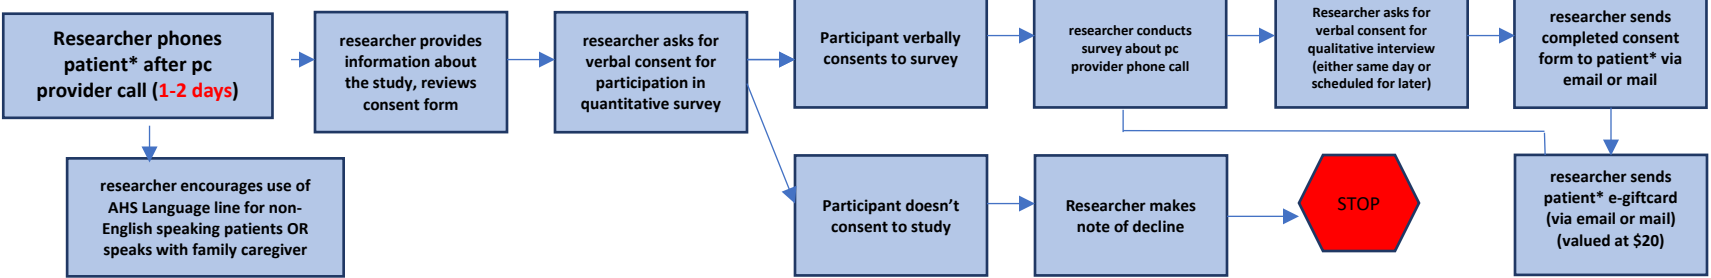 Researcher phones
patient* after pc
provider call (1-2 days)
researcher encourages use of
AHS Language line for non-
English speaking patients OR
speaks with family caregiver
researcher provides
information about
the study, reviews
consent form
researcher asks for
verbal consent for
participation in
quantitative survey
Participant verbally
consents to survey
researcher conducts
survey about pc
provider phone call
Researcher asks for
verbal consent for
qualitative interview
(either same day or
scheduled for later)
researcher sends
completed consent
form to patient* via
email or mail
researcher sends
patient* e-giftcard
(via email or mail)
(valued at $20)
Participant doesn’t
consent to study
Researcher makes
note of decline
STOP